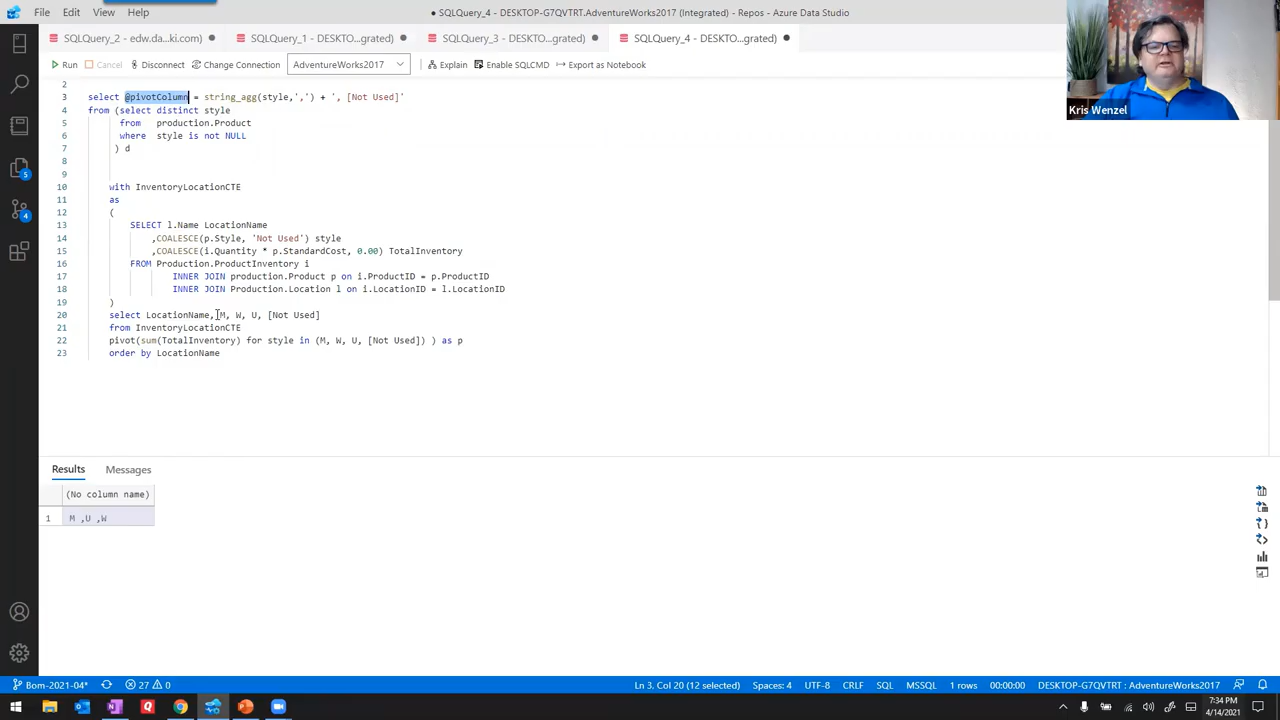 File Edit View Help
● SQLQuery_4 - DESKTOP-G7QVTRT.AdventureWorks2017 (Integrated) - Repos - Azure Data Studio
SQLQuery_2 - edw.da...ki.com) ● SQLQuery_1 - DESKTO...grated) ● SQLQuery_3 - DESKTO...grated) ● SQLQuery_4 - DESKTO...grated) ●
Run Cancel Disconnect Change Connection AdventureWorks2017 Explain Enable SQLCMD Export as Notebook
Kris Wenzel
2
3 select @pivotColumn = string_agg(style,',') + ', [Not Used]'
4 from (select distinct style
5 from production.Product
6 where style is not NULL
7 ) d
8
9
10 with InventoryLocationCTE
11 as
12 (
13 SELECT l.Name LocationName
14 ,COALESCE(p.Style, 'Not Used') style
15 ,COALESCE(i.Quantity * p.StandardCost, 0.00) TotalInventory
16 FROM Production.ProductInventory i
17 INNER JOIN production.Product p on i.ProductID = p.ProductID
18 INNER JOIN Production.Location l on i.LocationID = l.LocationID
19 )
20 select LocationName, M, W, U, [Not Used]
21 from InventoryLocationCTE
22 pivot(sum(TotalInventory) for style in (M, W, U, [Not Used]) ) as p
23 order by LocationName
5
4
Results Messages
(No column name)
1 M ,U ,W
Bom-2021-04* 27 0 Ln 3, Col 20 (12 selected) Spaces: 4 UTF-8 CRLF SQL MSSQL 1 rows 00:00:00 DESKTOP-G7QVTRT : AdventureWorks2017
7:34 PM
4/14/2021